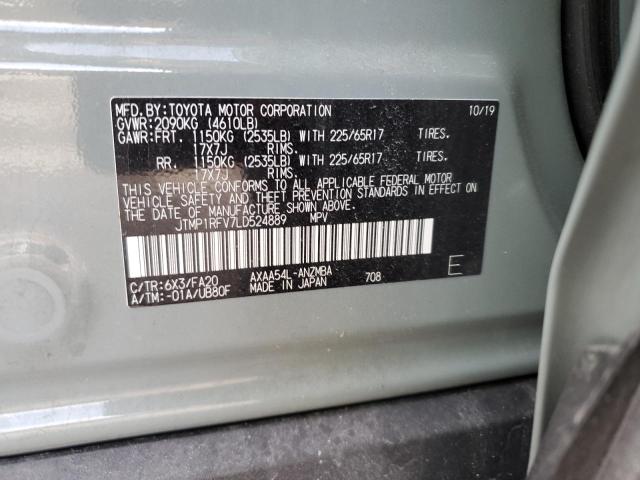 MFD.BY:TOYOTA MOTOR CORPORATION 10/19
GVWR:2090KG (4610LB)
GAWR:FRT. 1150KG (2535LB) WITH 225/65R17 TIRES.
17X7J RIMS.
RR. 1150KG (2535LB) WITH 225/65R17 TIRES.
17X7J RIMS.
THIS VEHICLE CONFORMS TO ALL APPLICABLE FEDERAL MOTOR
VEHICLE SAFETY AND THEFT PREVENTION STANDARDS IN EFFECT ON
THE DATE OF MANUFACTURE SHOWN ABOVE.
JTMP1RFV7LD524889 MPV
C/TR:6X3/FA20 AXAA54L-ANZMBA 708 E
A/TM:-01A/UB80F MADE IN JAPAN